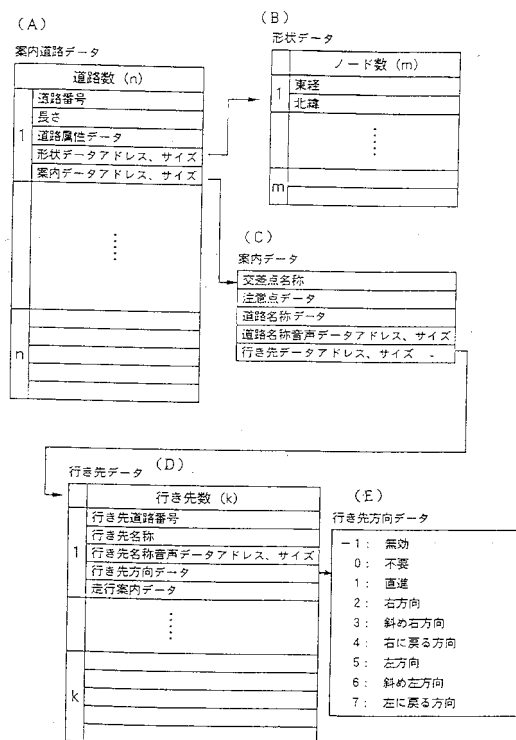 (A)
案内道路データ
道路数 (n)
1
道路番号
長さ
道路属性データ
形状データアドレス、サイズ
案内データアドレス、サイズ
n
(B)
形状データ
ノード数 (m)
1
東経
北緯
m
(C)
案内データ
交差点名称
注意点データ
道路名称データ
道路名称音声データアドレス、サイズ
行き先データアドレス、サイズ
(D)
行き先データ
行き先数 (k)
1
行き先道路番号
行き先名称
行き先名称音声データアドレス、サイズ
行き先方向データ
走行案内データ
k
(E)
行き先方向データ
−1： 無効
0： 不要
1： 直進
2： 右方向
3： 斜め右方向
4： 右に戻る方向
5： 左方向
6： 斜め左方向
7： 左に戻る方向